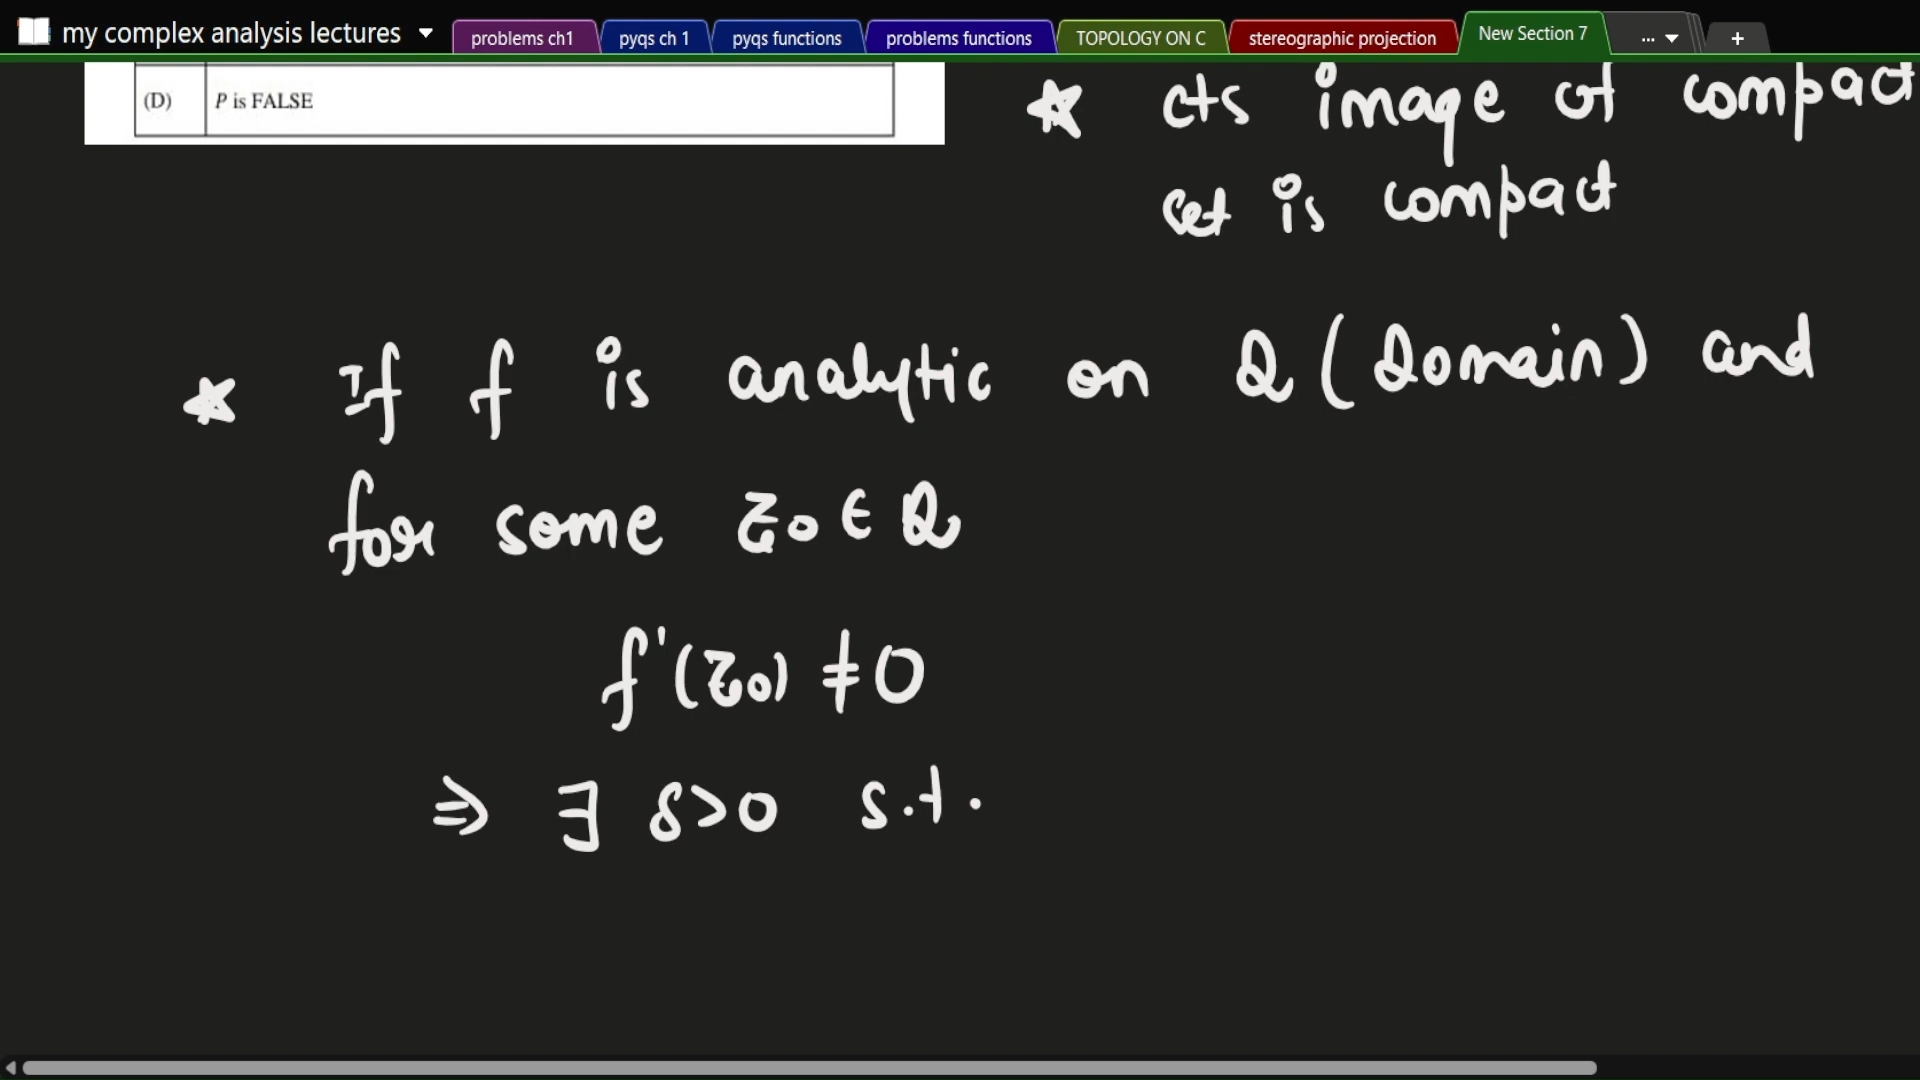 my complex analysis lectures
problems ch1
pyqs ch 1
pyqs functions
problems functions
TOPOLOGY ON C
stereographic projection
New Section 7
...
+
(D) P is FALSE
☆ cts image of compact
set is compact
☆ If f is analytic on D (Domain) and
for some z₀ ∈ D
f'(z₀) ≠ 0
⇒ ∃ δ>0 s.t.